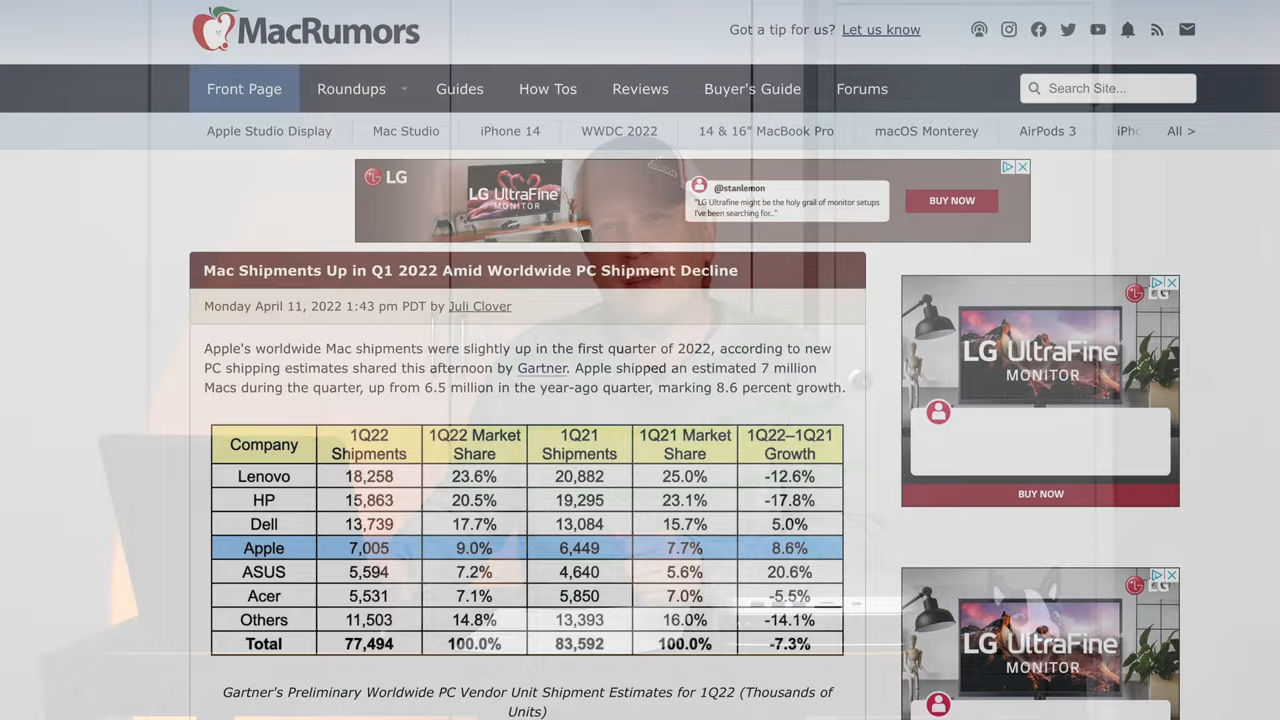 MacRumors
Got a tip for us? Let us know
Front Page Roundups Guides How Tos Reviews Buyer's Guide Forums Search Site...
Apple Studio Display Mac Studio iPhone 14 WWDC 2022 14 & 16" MacBook Pro macOS Monterey AirPods 3 iPhc All >
LG
LG UltraFine
MONITOR
@stanlemon
"LG Ultrafine might be the holy grail of monitor setups
I've been searching for..."
BUY NOW
Mac Shipments Up in Q1 2022 Amid Worldwide PC Shipment Decline
Monday April 11, 2022 1:43 pm PDT by Juli Clover
Apple's worldwide Mac shipments were slightly up in the first quarter of 2022, according to new
PC shipping estimates shared this afternoon by Gartner. Apple shipped an estimated 7 million
Macs during the quarter, up from 6.5 million in the year-ago quarter, marking 8.6 percent growth.
Company 1Q22 Shipments 1Q22 Market Share 1Q21 Shipments 1Q21 Market Share 1Q22–1Q21 Growth
Lenovo 18,258 23.6% 20,882 25.0% -12.6%
HP 15,863 20.5% 19,295 23.1% -17.8%
Dell 13,739 17.7% 13,084 15.7% 5.0%
Apple 7,005 9.0% 6,449 7.7% 8.6%
ASUS 5,594 7.2% 4,640 5.6% 20.6%
Acer 5,531 7.1% 5,850 7.0% -5.5%
Others 11,503 14.8% 13,393 16.0% -14.1%
Total 77,494 100.0% 83,592 100.0% -7.3%
Gartner's Preliminary Worldwide PC Vendor Unit Shipment Estimates for 1Q22 (Thousands of
Units)
LG
LG UltraFine
MONITOR
BUY NOW
LG
LG UltraFine
MONITOR